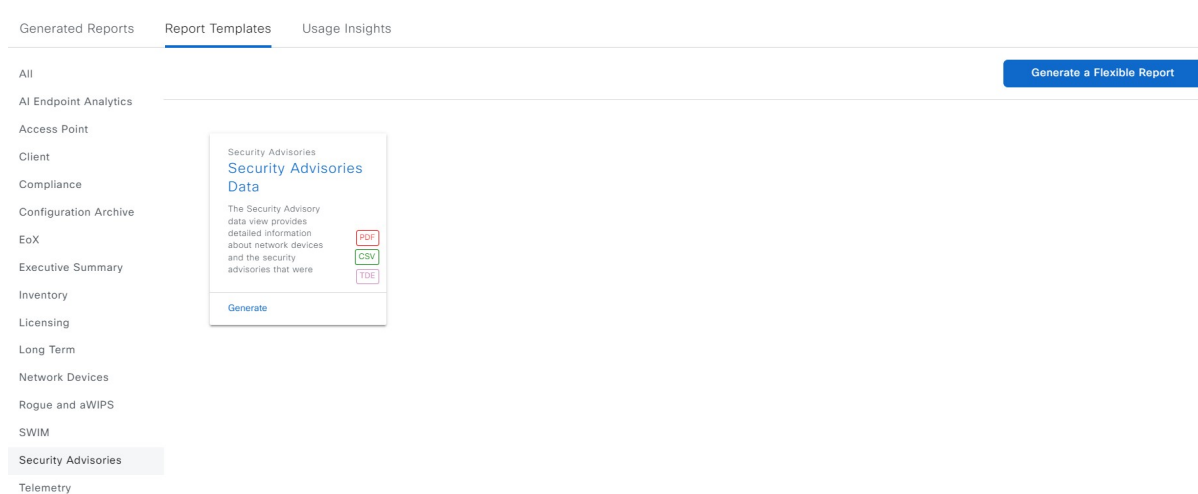 Generated Reports
Report Templates
Usage Insights
All
AI Endpoint Analytics
Access Point
Client
Compliance
Configuration Archive
EoX
Executive Summary
Inventory
Licensing
Long Term
Network Devices
Rogue and aWIPS
SWIM
Security Advisories
Telemetry
Generate a Flexible Report
Security Advisories
Security Advisories
Data
The Security Advisory
data view provides
detailed information
about network devices
and the security
advisories that were
PDF
CSV
TDE
Generate